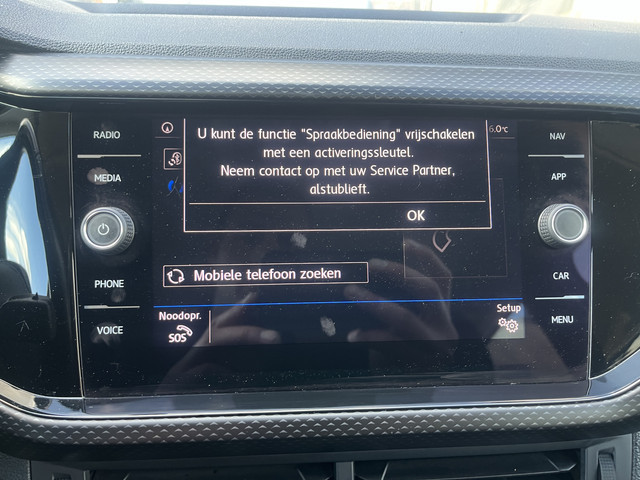 RADIO
MEDIA
PHONE
VOICE
U kunt de functie "Spraakbediening" vrijschakelen
met een activeringssleutel.
Neem contact op met uw Service Partner,
alstublieft.
OK
6.0°C
Mobiele telefoon zoeken
Noodopr.
SOS
Setup
NAV
APP
CAR
MENU